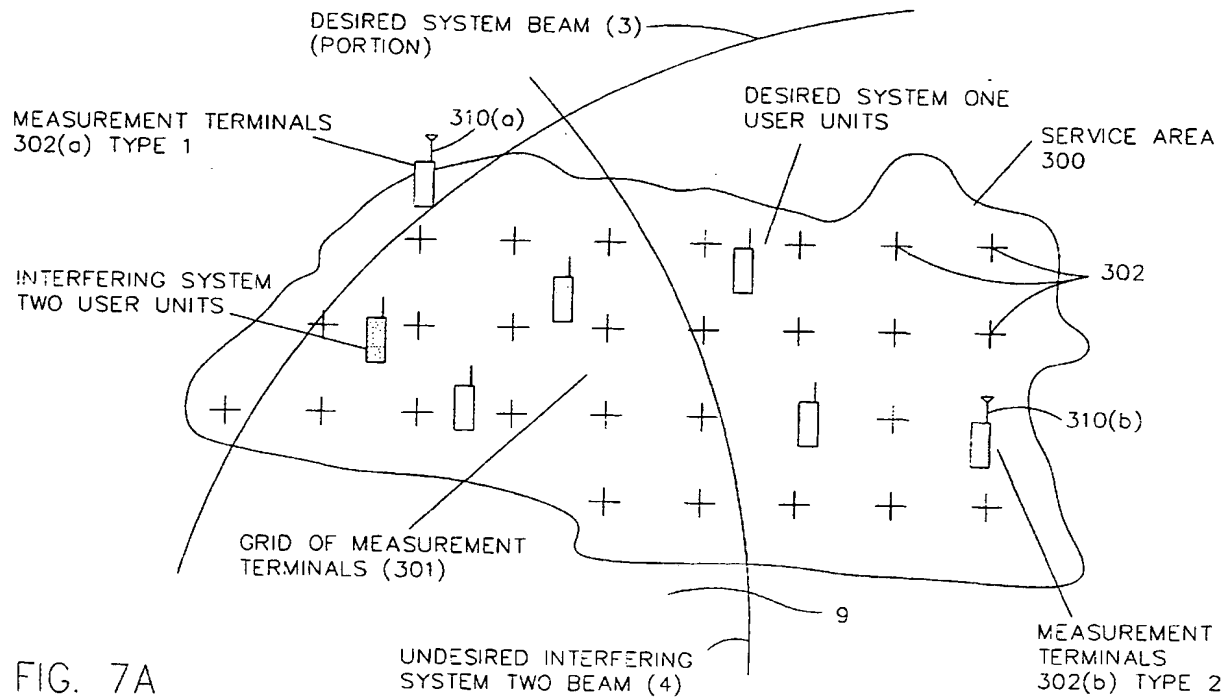 DESIRED SYSTEM BEAM (3)
(PORTION)
MEASUREMENT TERMINALS
302(a) TYPE 1
310(a)
DESIRED SYSTEM ONE
USER UNITS
SERVICE AREA
300
INTERFERING SYSTEM
TWO USER UNITS
302
310(b)
GRID OF MEASUREMENT
TERMINALS (301)
9
UNDESIRED INTERFERING
SYSTEM TWO BEAM (4)
MEASUREMENT
TERMINALS
302(b) TYPE 2
FIG. 7A